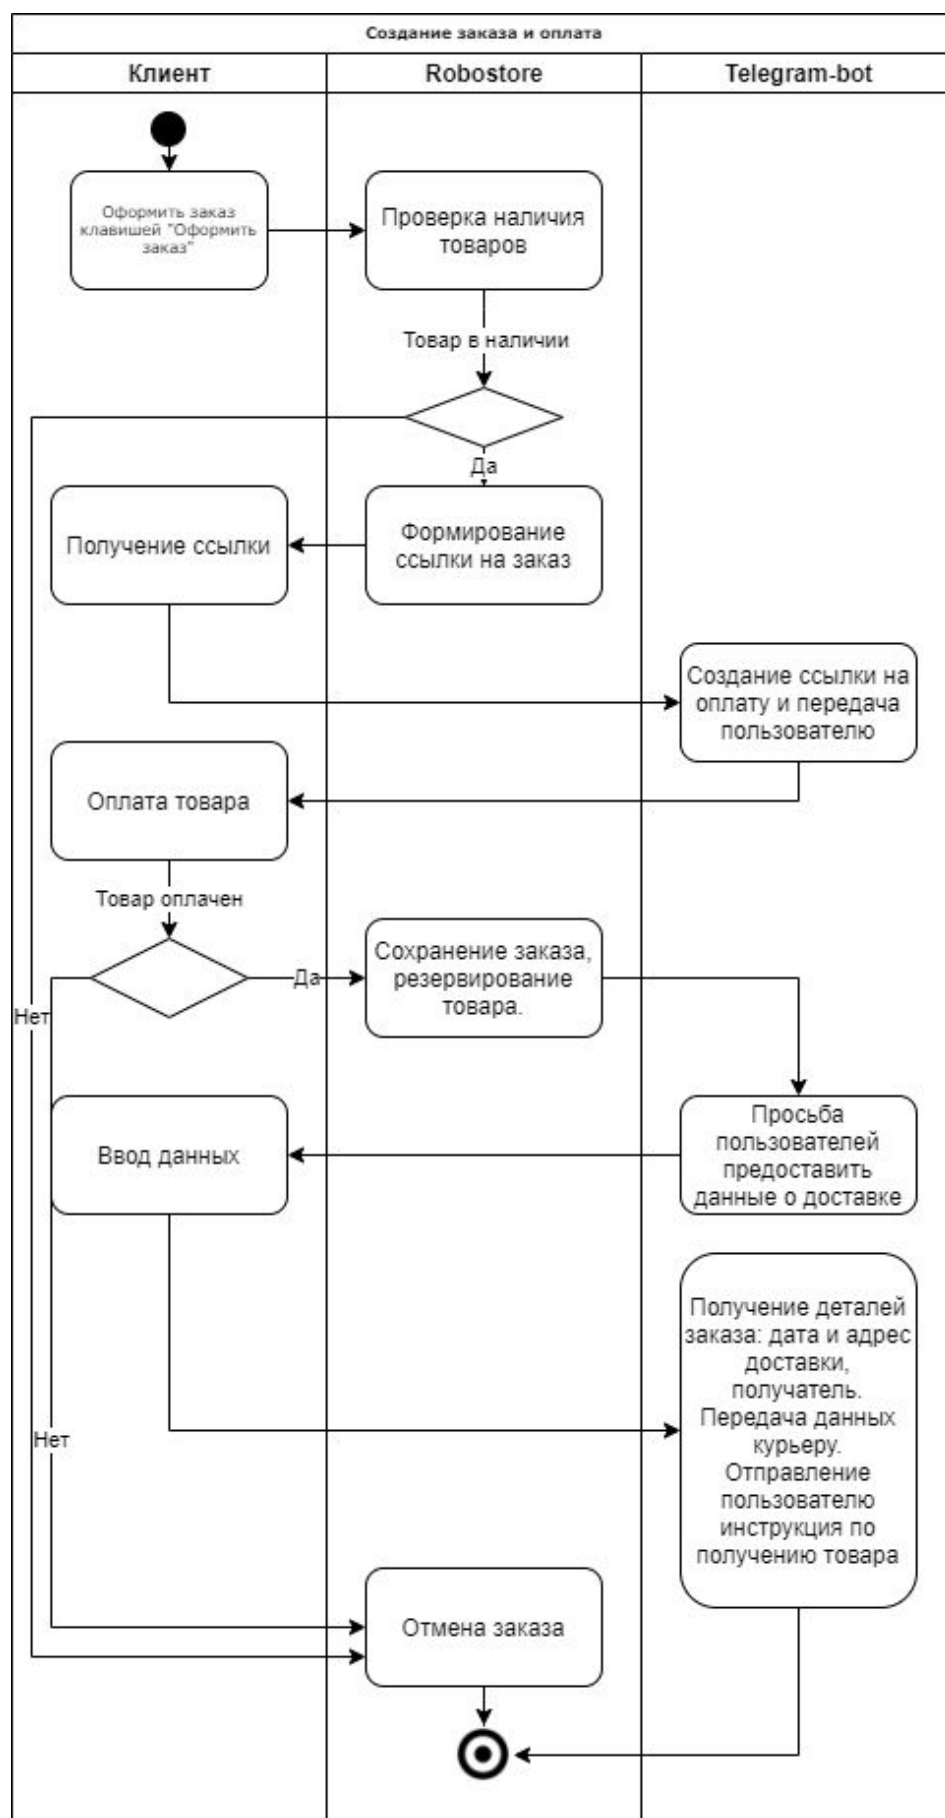 Создание заказа и оплата
Клиент
Robostore
Telegram-bot
Оформить заказ
клавишей "Оформить
заказ"
Проверка наличия
товаров
Товар в наличии
Да
Получение ссылки
Формирование
ссылки на заказ
Создание ссылки на
оплату и передача
пользователю
Оплата товара
Товар оплачен
Да
Сохранение заказа,
резервирование
товара.
Нет
Ввод данных
Просьба
пользователей
предоставить
данные о доставке
Получение деталей
заказа: дата и адрес
доставки,
получатель.
Передача данных
курьеру.
Отправление
пользователю
инструкция по
получению товара
Нет
Отмена заказа